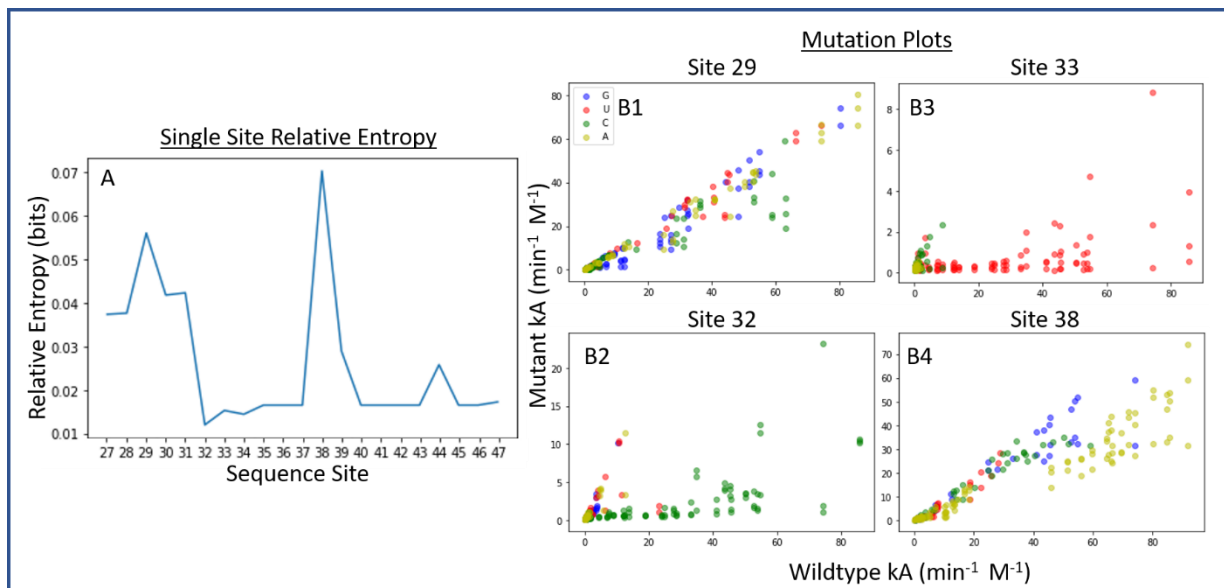 Mutation Plots
Single Site Relative Entropy
A
Relative Entropy (bits)
0.07
0.06
0.05
0.04
0.03
0.02
0.01
27 28 29 30 31 32 33 34 35 36 37 38 39 40 41 42 43 44 45 46 47
Sequence Site
Mutant kA (min⁻¹ M⁻¹)
Site 29
B1
G
U
C
A
80
60
40
20
0
0 20 40 60 80
Site 33
B3
8
6
4
2
0
0 20 40 60 80
Site 32
B2
20
15
10
5
0
0 20 40 60 80
Site 38
B4
70
60
50
40
30
20
10
0
0 20 40 60 80
Wildtype kA (min⁻¹ M⁻¹)